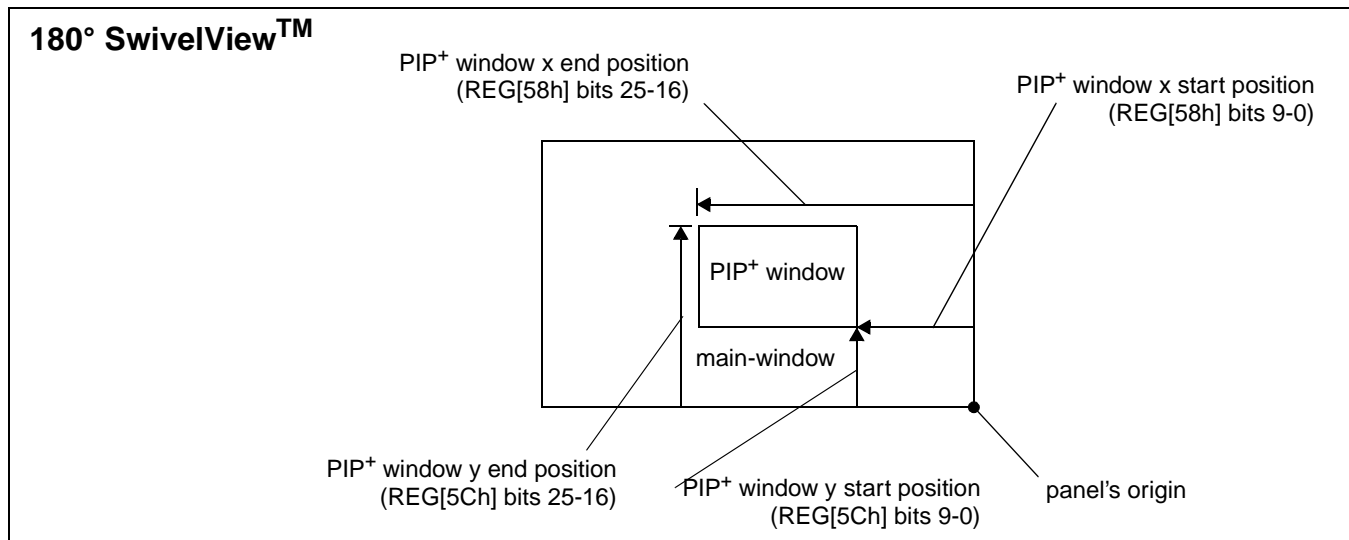 180° SwivelViewTM
PIP+ window x end position
(REG[58h] bits 25-16)
PIP+ window x start position
(REG[58h] bits 9-0)
PIP+ window
main-window
PIP+ window y end position
(REG[5Ch] bits 25-16)
PIP+ window y start position
(REG[5Ch] bits 9-0)
panel's origin